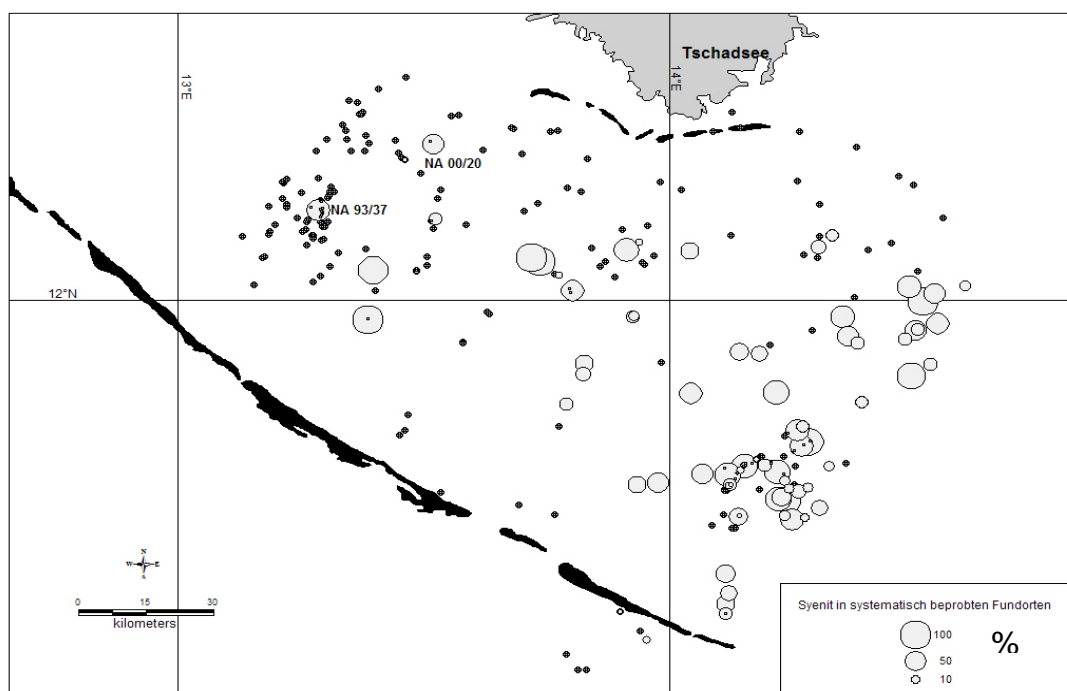 Tschadsee
13°E
14°E
NA 00/20
NA 93/37
12°N
N
W E
S
0 15 30
kilometers
Syenit in systematisch beprobten Fundorten
100
%
50
10